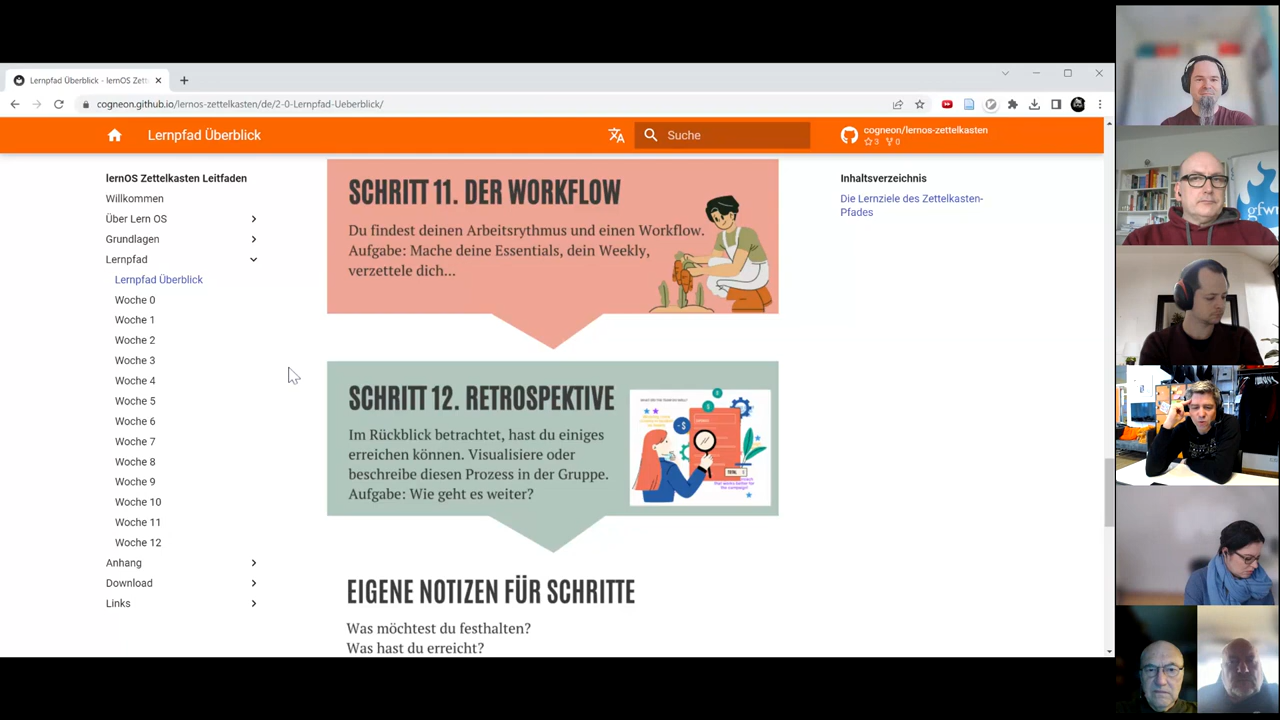 Lernpfad Überblick - lernOS Zett
cogneon.github.io/lernos-zettelkasten/de/2-0-Lernpfad-Ueberblick/
Lernpfad Überblick
Suche
cogneon/lernos-zettelkasten
3 0
lernOS Zettelkasten Leitfaden
Willkommen
Über Lern OS
Grundlagen
Lernpfad
Lernpfad Überblick
Woche 0
Woche 1
Woche 2
Woche 3
Woche 4
Woche 5
Woche 6
Woche 7
Woche 8
Woche 9
Woche 10
Woche 11
Woche 12
Anhang
Download
Links
SCHRITT 11. DER WORKFLOW
Du findest deinen Arbeitsrythmus und einen Workflow.
Aufgabe: Mache deine Essentials, dein Weekly,
verzettele dich...
SCHRITT 12. RETROSPEKTIVE
Im Rückblick betrachtet, hast du einiges
erreichen können. Visualisiere oder
beschreibe diesen Prozess in der Gruppe.
Aufgabe: Wie geht es weiter?
TOTAL
EIGENE NOTIZEN FÜR SCHRITTE
Was möchtest du festhalten?
Was hast du erreicht?
Inhaltsverzeichnis
Die Lernziele des Zettelkasten-
Pfades
gfwm